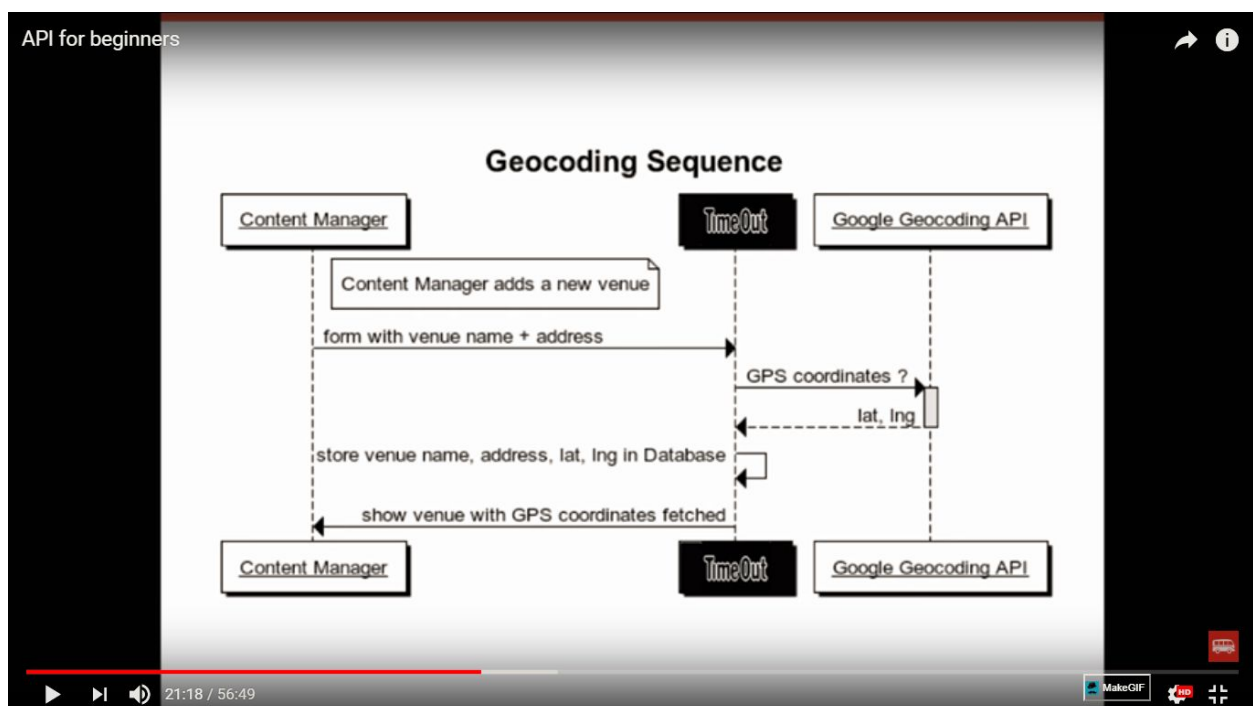 API for beginners
Geocoding Sequence
Content Manager
TimeOut
Google Geocoding API
Content Manager adds a new venue
form with venue name + address
GPS coordinates ?
lat, lng
store venue name, address, lat, lng in Database
show venue with GPS coordinates fetched
Content Manager
TimeOut
Google Geocoding API
21:18 / 56:49
MakeGIF
HD